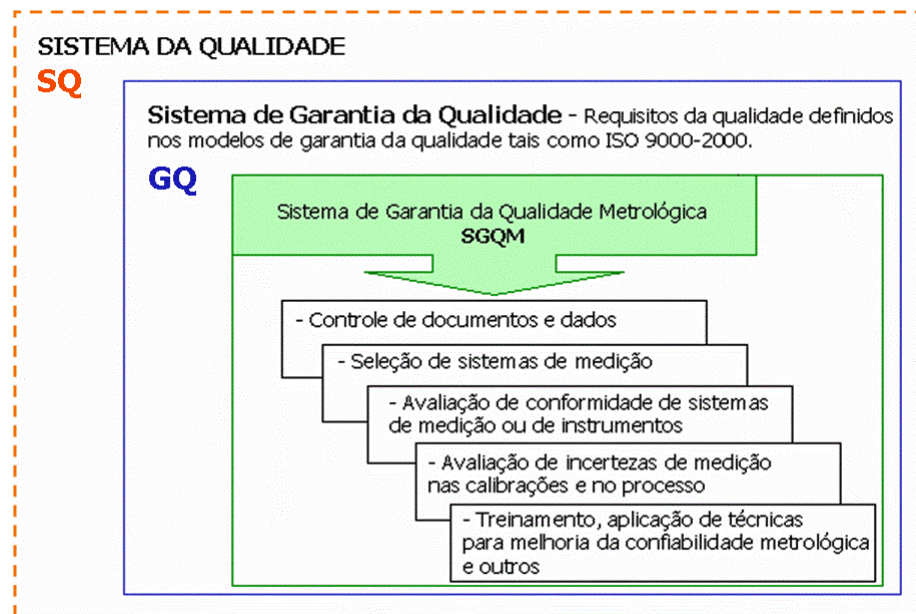 SISTEMA DA QUALIDADE
SQ
Sistema de Garantia da Qualidade - Requisitos da qualidade definidos
nos modelos de garantia da qualidade tais como ISO 9000-2000.
GQ
Sistema de Garantia da Qualidade Metrológica
SGQM
- Controle de documentos e dados
- Seleção de sistemas de medição
- Avaliação de conformidade de sistemas
de medição ou de instrumentos
- Avaliação de incertezas de medição
nas calibrações e no processo
- Treinamento, aplicação de técnicas
para melhoria da confiabilidade metrológica
e outros